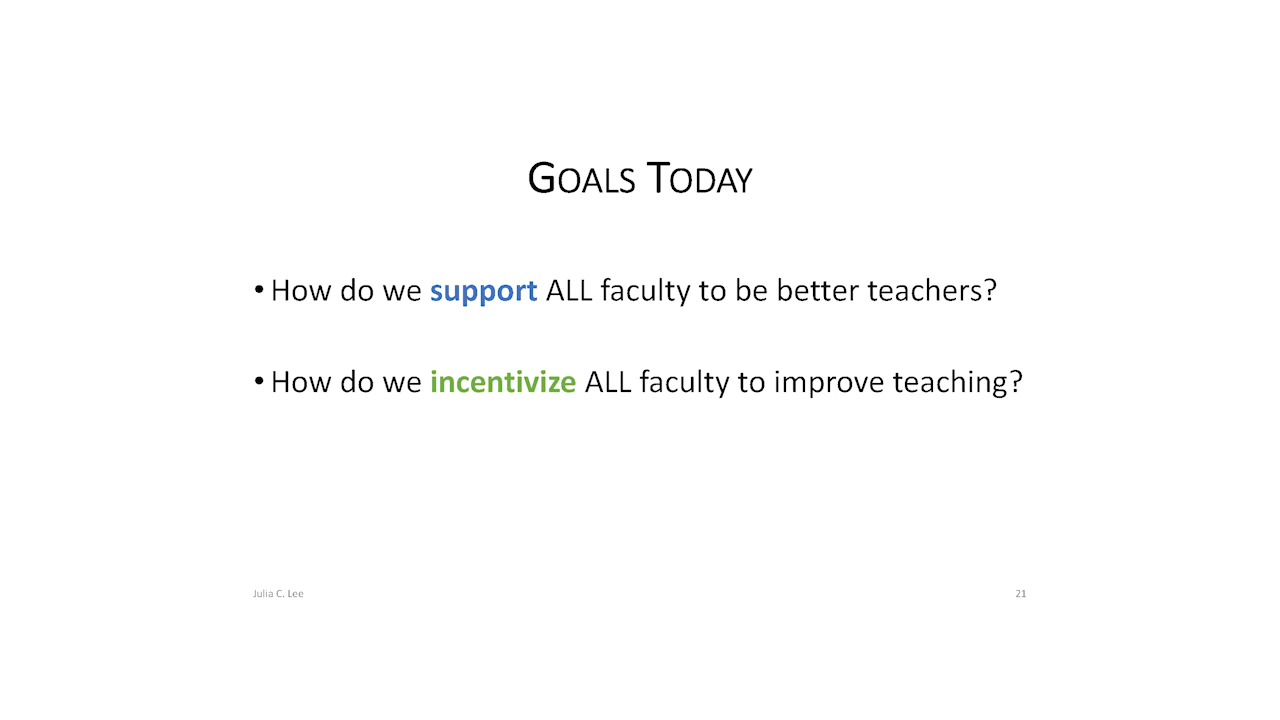 GOALS TODAY
• How do we support ALL faculty to be better teachers?
• How do we incentivize ALL faculty to improve teaching?
Julia C. Lee
21